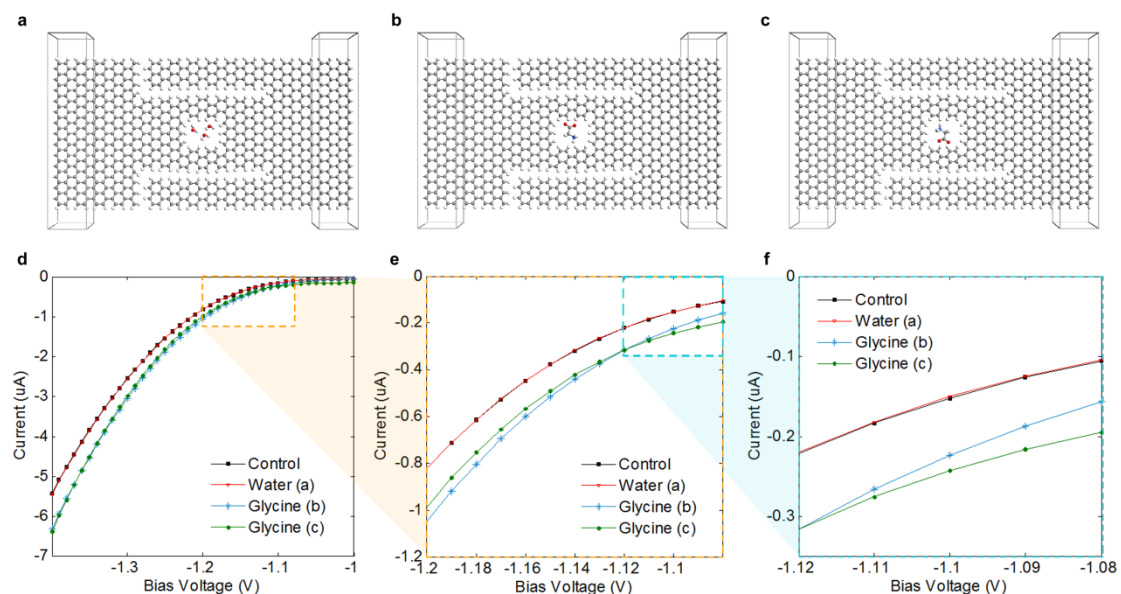 a
b
c
d
e
f
0
-1
-2
-3
-4
-5
-6
-7
-1.3
-1.2
-1.1
-1
Current (uA)
Bias Voltage (V)
Control
Water (a)
Glycine (b)
Glycine (c)
0
-0.2
-0.4
-0.6
-0.8
-1
-1.2
-1.2
-1.18
-1.16
-1.14
-1.12
-1.1
Current (uA)
Bias Voltage (V)
Control
Water (a)
Glycine (b)
Glycine (c)
0
-0.1
-0.2
-0.3
-1.12
-1.11
-1.1
-1.09
-1.08
Current (uA)
Bias Voltage (V)
Control
Water (a)
Glycine (b)
Glycine (c)